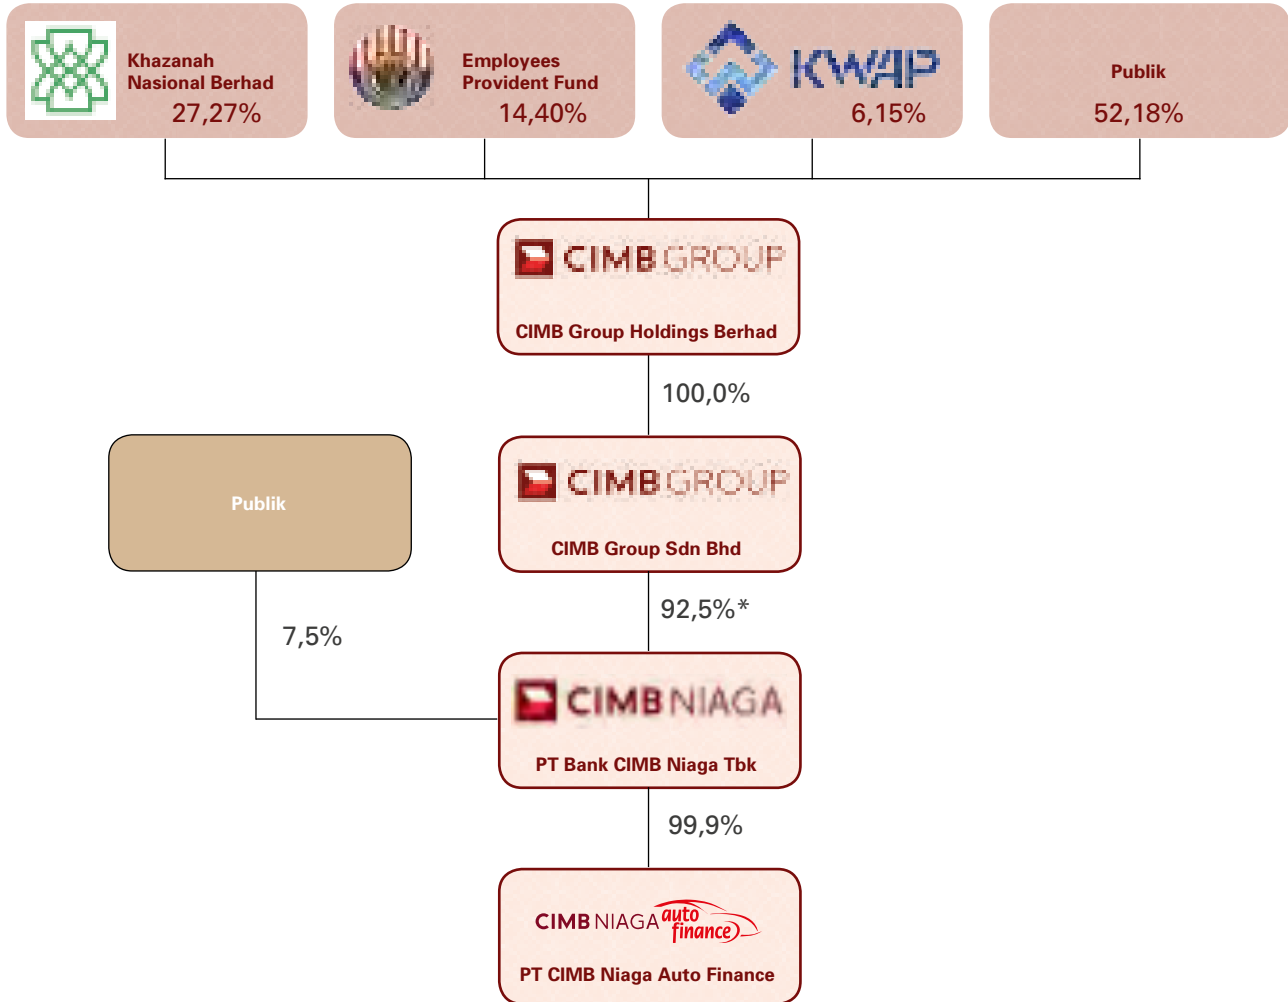 Khazanah
Nasional Berhad
27,27%
Employees
Provident Fund
14,40%
KWAP
6,15%
Publik
52,18%
CIMB GROUP
CIMB Group Holdings Berhad
100,0%
Publik
CIMB GROUP
CIMB Group Sdn Bhd
92,5%*
7,5%
CIMB NIAGA
PT Bank CIMB Niaga Tbk
99,9%
CIMB NIAGA auto
finance
PT CIMB Niaga Auto Finance